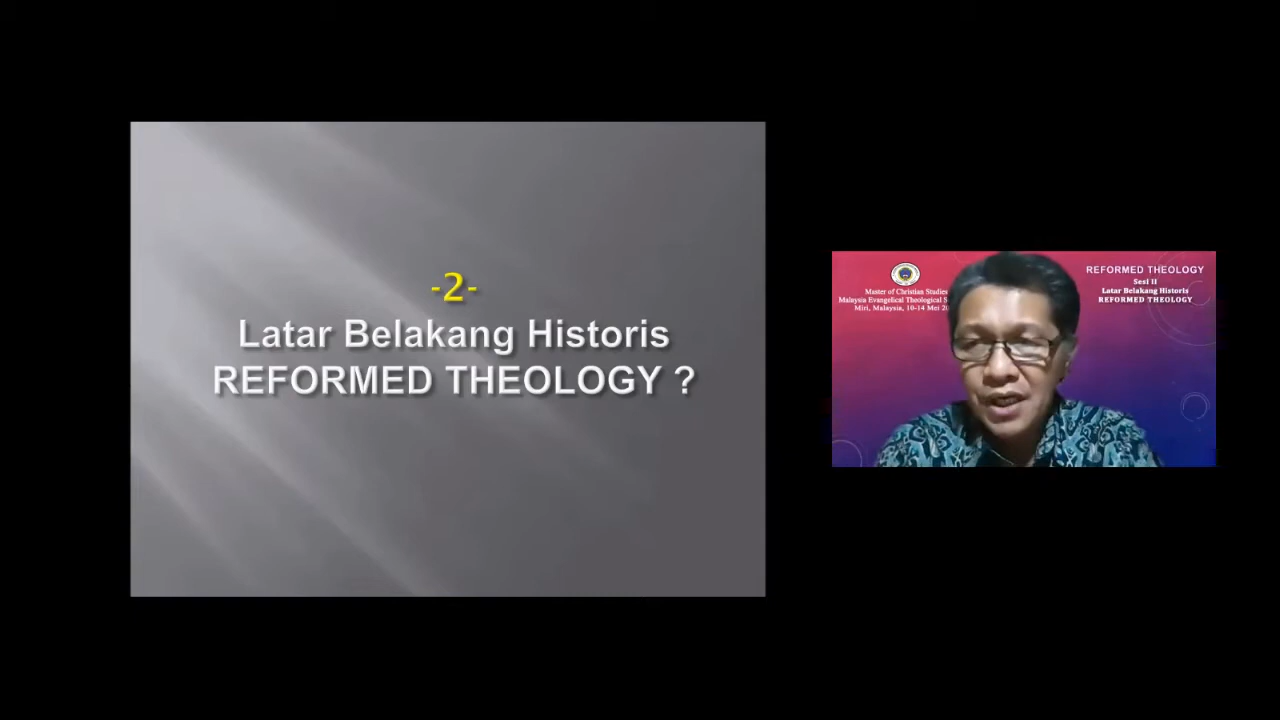 -2-
Latar Belakang Historis
REFORMED THEOLOGY ?
Master of Christian Studies
Malaysia Evangelical Theological
Miri, Malaysia, 10-14 Mei
REFORMED THEOLOGY
Sesi II
Latar Belakang Historis
REFORMED THEOLOGY